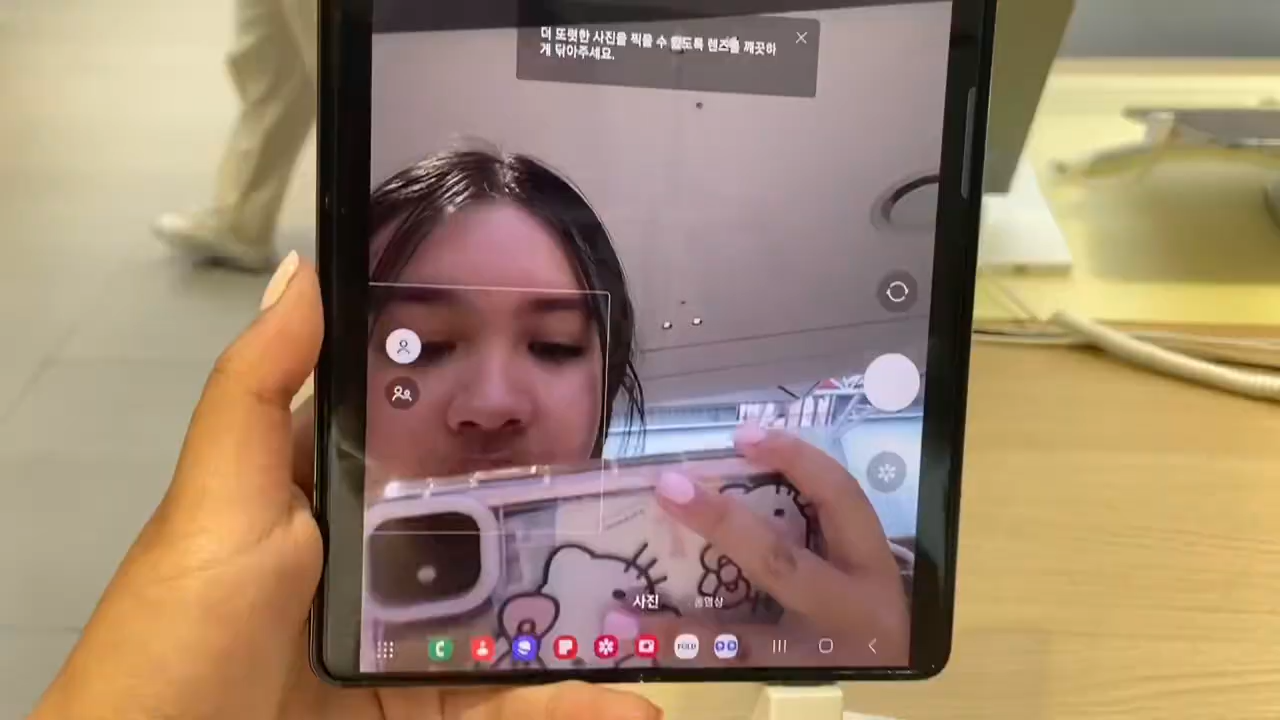 더 또렷한 사진을 찍을 수 있도록 렌즈를 깨끗하
게 닦아주세요.
사진 동영상
FOLD